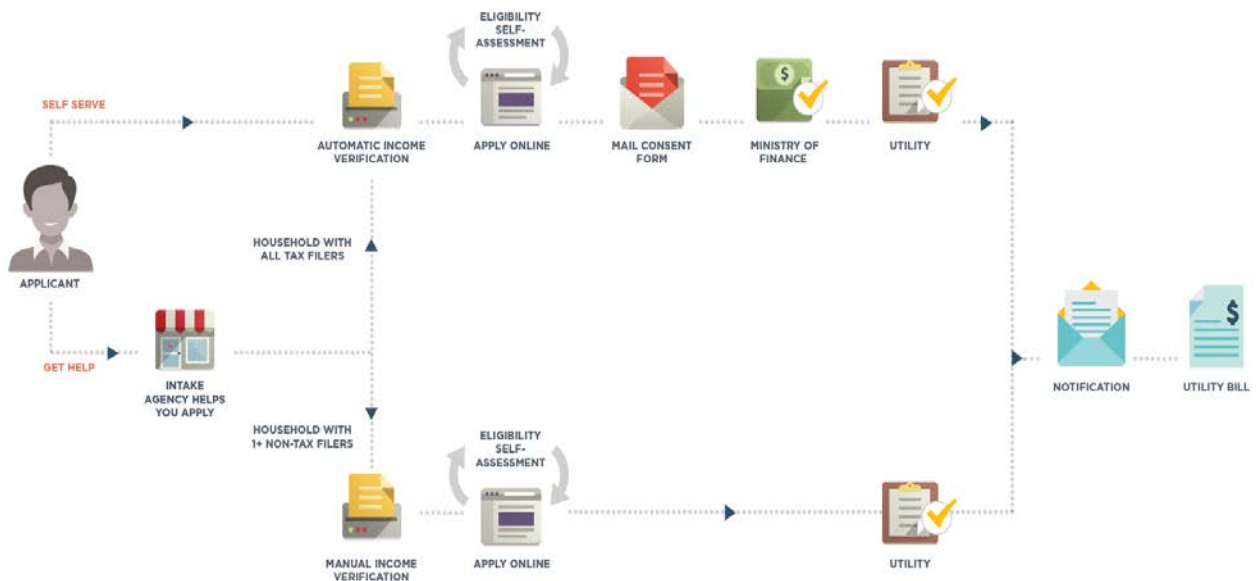 ELIGIBILITY
SELF-
ASSESSMENT
SELF SERVE
AUTOMATIC INCOME
VERIFICATION
APPLY ONLINE
MAIL CONSENT
FORM
MINISTRY OF
FINANCE
UTILITY
HOUSEHOLD WITH
ALL TAX FILERS
APPLICANT
GET HELP
INTAKE
AGENCY HELPS
YOU APPLY
NOTIFICATION
UTILITY BILL
HOUSEHOLD WITH
1+ NON-TAX FILERS
ELIGIBILITY
SELF-
ASSESSMENT
MANUAL INCOME
VERIFICATION
APPLY ONLINE
UTILITY
$
$